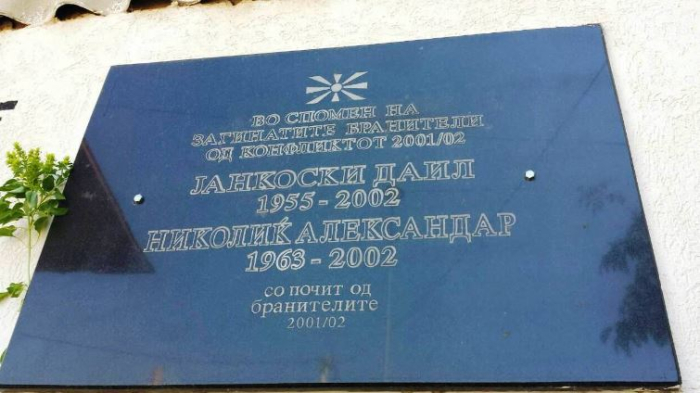 ВО СПОМЕН НА
ЗАГИНАТИТЕ БРАНИТЕЛИ
ОД КОНФЛИКТОТ 2001/02
ЈАНКОСКИ ДАИЛ
1955 - 2002
НИКОЛИЌ АЛЕКСАНДАР
1963 - 2002
со почит од
бранителите
2001/02